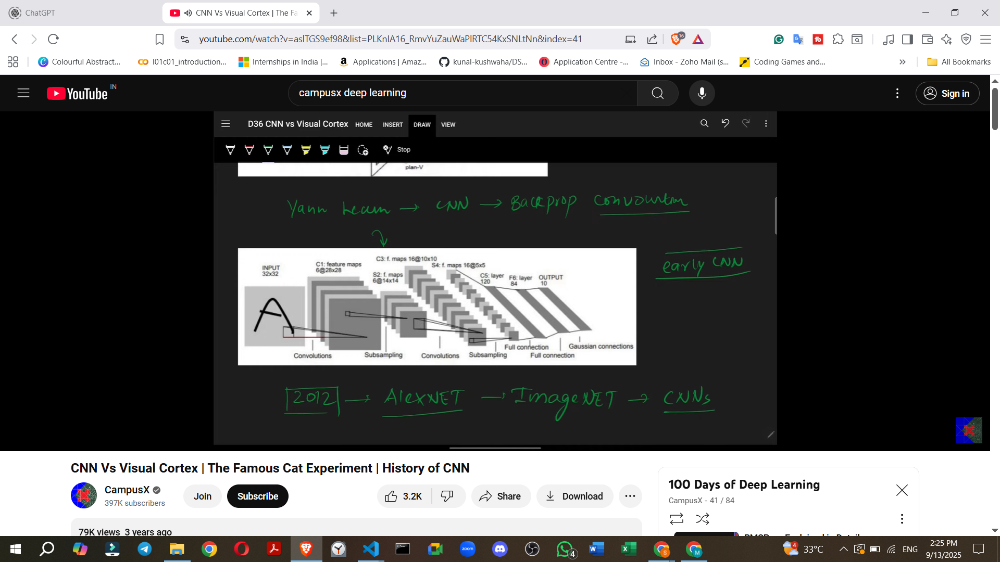 ChatGPT
CNN Vs Visual Cortex | The Fa
youtube.com/watch?v=aslTGS9ef98&list=PLKnIA16_RmvYuZauWaPlRTC54KxSNLtNn&index=41
16
Colourful Abstract...
l01c01_introduction...
Internships in India |...
Applications | Amaz...
kunal-kushwaha/DS...
Application Centre -...
Inbox - Zoho Mail (s...
Coding Games and...
All Bookmarks
YouTube IN
campusx deep learning
Sign in
D36 CNN vs Visual Cortex HOME INSERT DRAW VIEW
Stop
plan-V
Yann Lecun → CNN → Backprop convolution
INPUT
32x32
C1: feature maps
6@28x28
S2: f. maps
6@14x14
C3: f. maps 16@10x10
S4: f. maps 16@5x5
C5: layer
120
F6: layer
84
OUTPUT
10
early CNN
A
Convolutions
Subsampling
Convolutions
Subsampling
Full connection
Full connection
Gaussian connections
2012 → AlexNET → ImageNET → CNNs
CNN Vs Visual Cortex | The Famous Cat Experiment | History of CNN
CampusX
397K subscribers
Join
Subscribe
3.2K
Share
Download
79K views 3 years ago
100 Days of Deep Learning
CampusX - 41 / 84
zoom
4
4
33°C
ENG
2:25 PM
9/13/2025